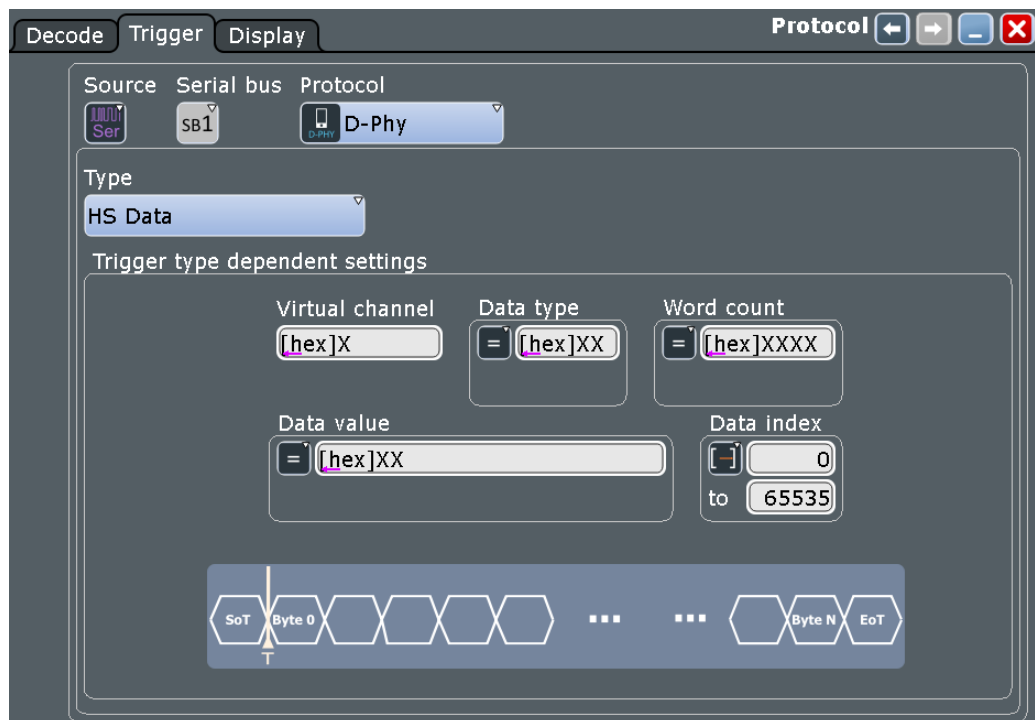 Decode Trigger Display Protocol
Source Serial bus Protocol
Ser SB1 D-PHY D-Phy
Type
HS Data
Trigger type dependent settings
Virtual channel Data type Word count
[hex]X = [hex]XX = [hex]XXXX
Data value Data index
= [hex]XX [-] 0
to 65535
SoT Byte 0 ... ... Byte N EoT
T